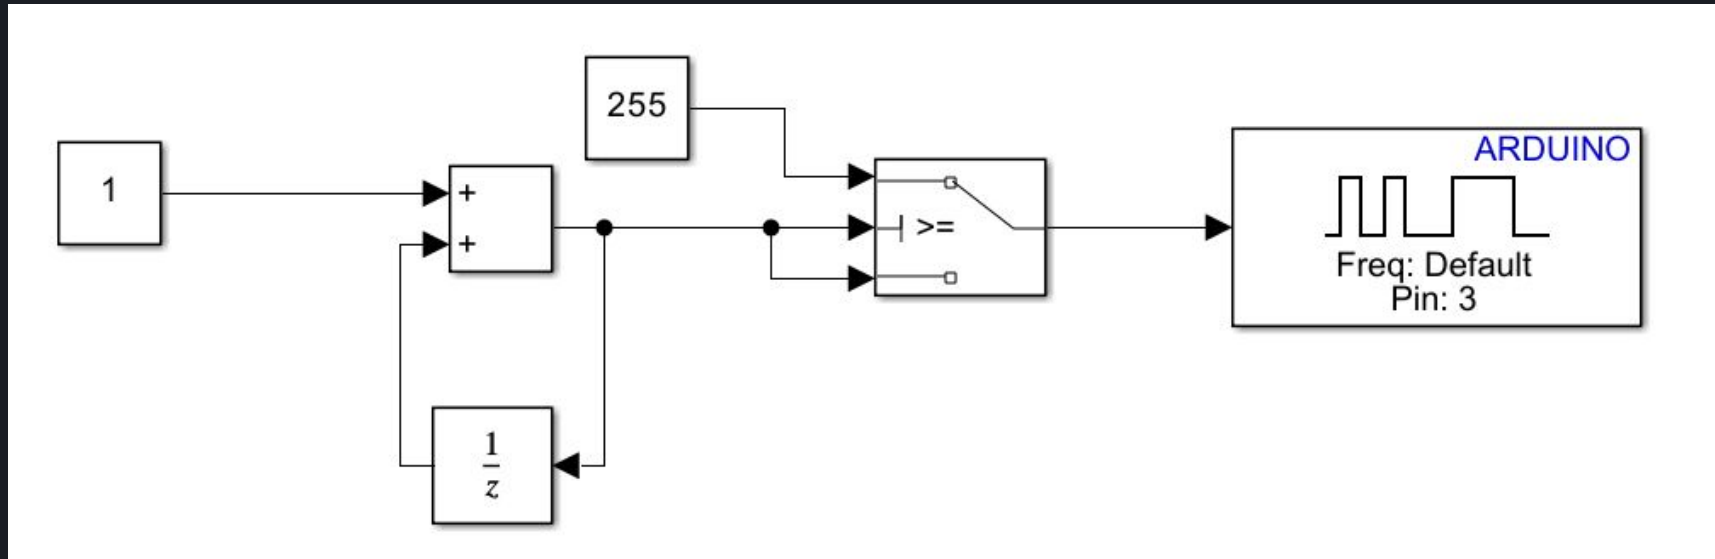 255
1
+
+
>=
1
z
ARDUINO
Freq: Default
Pin: 3